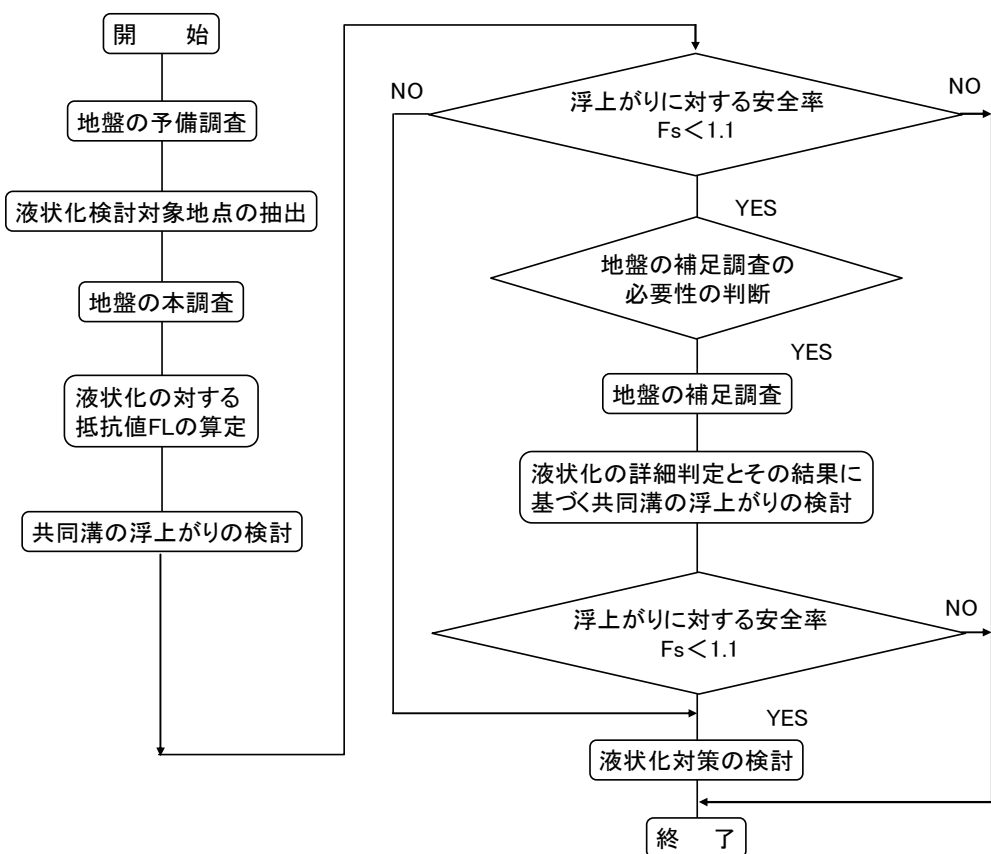 開　始
地盤の予備調査
液状化検討対象地点の抽出
地盤の本調査
液状化の対する
抵抗値FLの算定
共同溝の浮上がりの検討
NO
浮上がりに対する安全率
Fs＜1.1
NO
YES
地盤の補足調査の
必要性の判断
YES
地盤の補足調査
液状化の詳細判定とその結果に
基づく共同溝の浮上がりの検討
浮上がりに対する安全率
Fs＜1.1
NO
YES
液状化対策の検討
終　了